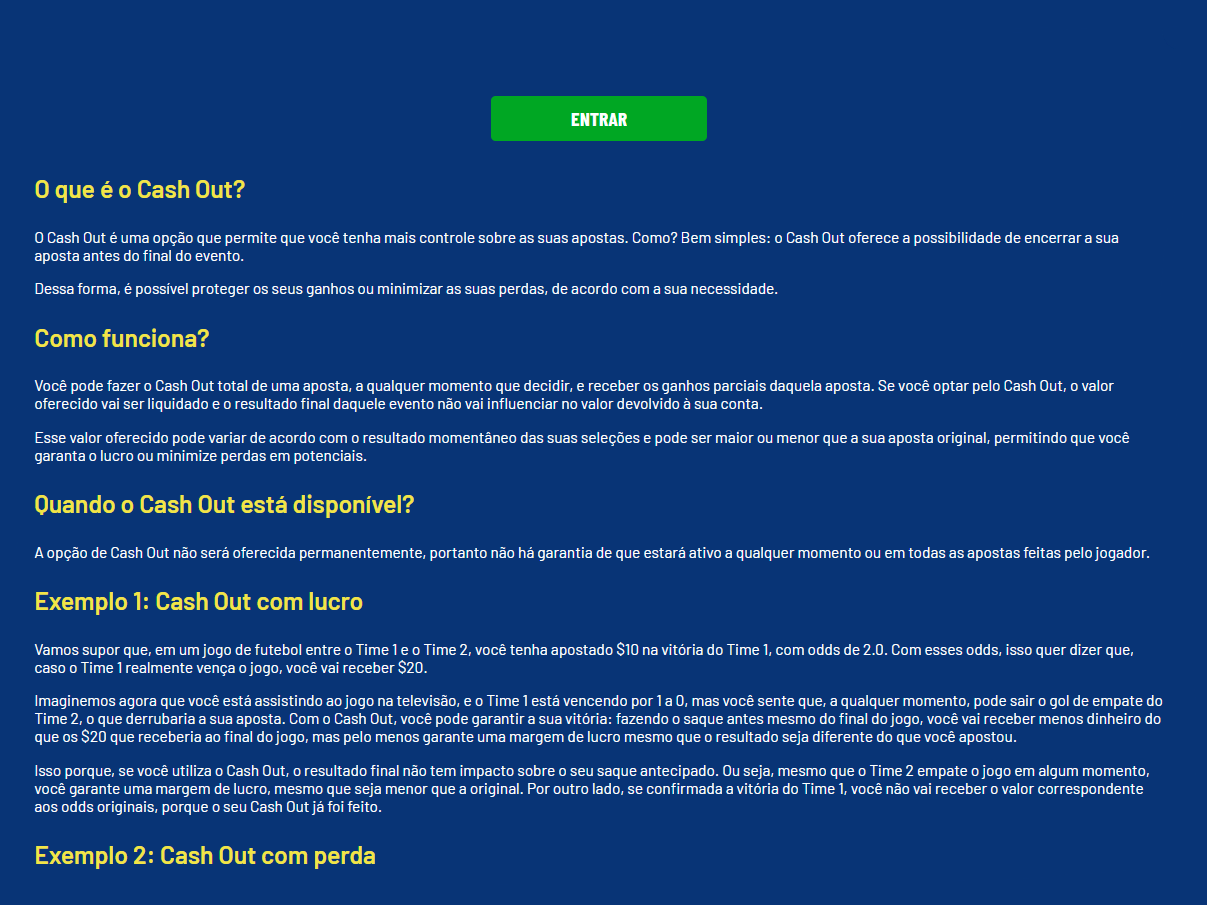 ENTRAR
O que é o Cash Out?
O Cash Out é uma opção que permite que você tenha mais controle sobre as suas apostas. Como? Bem simples: o Cash Out oferece a possibilidade de encerrar a sua
aposta antes do final do evento.
Dessa forma, é possível proteger os seus ganhos ou minimizar as suas perdas, de acordo com a sua necessidade.
Como funciona?
Você pode fazer o Cash Out total de uma aposta, a qualquer momento que decidir, e receber os ganhos parciais daquela aposta. Se você optar pelo Cash Out, o valor
oferecido vai ser liquidado e o resultado final daquele evento não vai influenciar no valor devolvido à sua conta.
Esse valor oferecido pode variar de acordo com o resultado momentâneo das suas seleções e pode ser maior ou menor que a sua aposta original, permitindo que você
garanta o lucro ou minimize perdas em potenciais.
Quando o Cash Out está disponível?
A opção de Cash Out não será oferecida permanentemente, portanto não há garantia de que estará ativo a qualquer momento ou em todas as apostas feitas pelo jogador.
Exemplo 1: Cash Out com lucro
Vamos supor que, em um jogo de futebol entre o Time 1 e o Time 2, você tenha apostado $10 na vitória do Time 1, com odds de 2.0. Com esses odds, isso quer dizer que,
caso o Time 1 realmente vença o jogo, você vai receber $20.
Imaginemos agora que você está assistindo ao jogo na televisão, e o Time 1 está vencendo por 1 a 0, mas você sente que, a qualquer momento, pode sair o gol de empate do
Time 2, o que derrubaria a sua aposta. Com o Cash Out, você pode garantir a sua vitória: fazendo o saque antes mesmo do final do jogo, você vai receber menos dinheiro do
que os $20 que receberia ao final do jogo, mas pelo menos garante uma margem de lucro mesmo que o resultado seja diferente do que você apostou.
Isso porque, se você utiliza o Cash Out, o resultado final não tem impacto sobre o seu saque antecipado. Ou seja, mesmo que o Time 2 empate o jogo em algum momento,
você garante uma margem de lucro, mesmo que seja menor que a original. Por outro lado, se confirmada a vitória do Time 1, você não vai receber o valor correspondente
aos odds originais, porque o seu Cash Out já foi feito.
Exemplo 2: Cash Out com perda